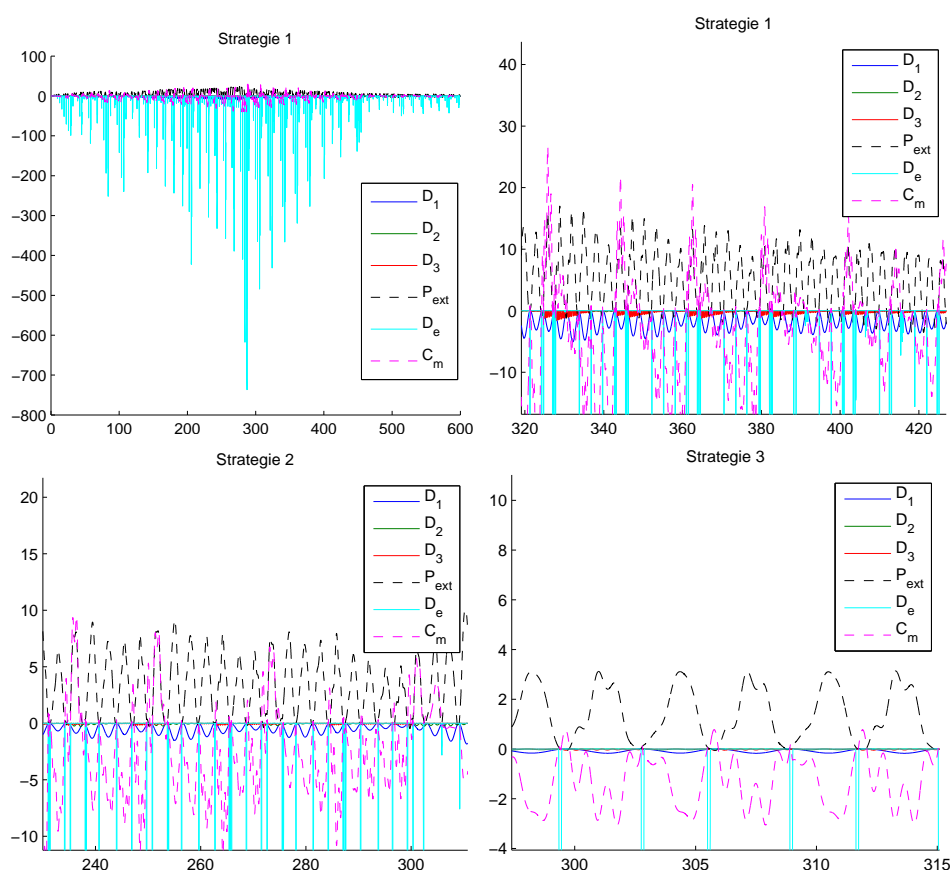 Strategie 1
100
0
−100
−200
−300
−400
−500
−600
−700
−800
0
100
200
300
400
500
600
D1
D2
D3
Pext
De
Cm
Strategie 1
40
30
20
10
0
−10
320
340
360
380
400
420
D1
D2
D3
Pext
De
Cm
Strategie 2
20
15
10
5
0
−5
−10
240
260
280
300
D1
D2
D3
Pext
De
Cm
Strategie 3
10
8
6
4
2
0
−2
−4
300
305
310
315
D1
D2
D3
Pext
De
Cm